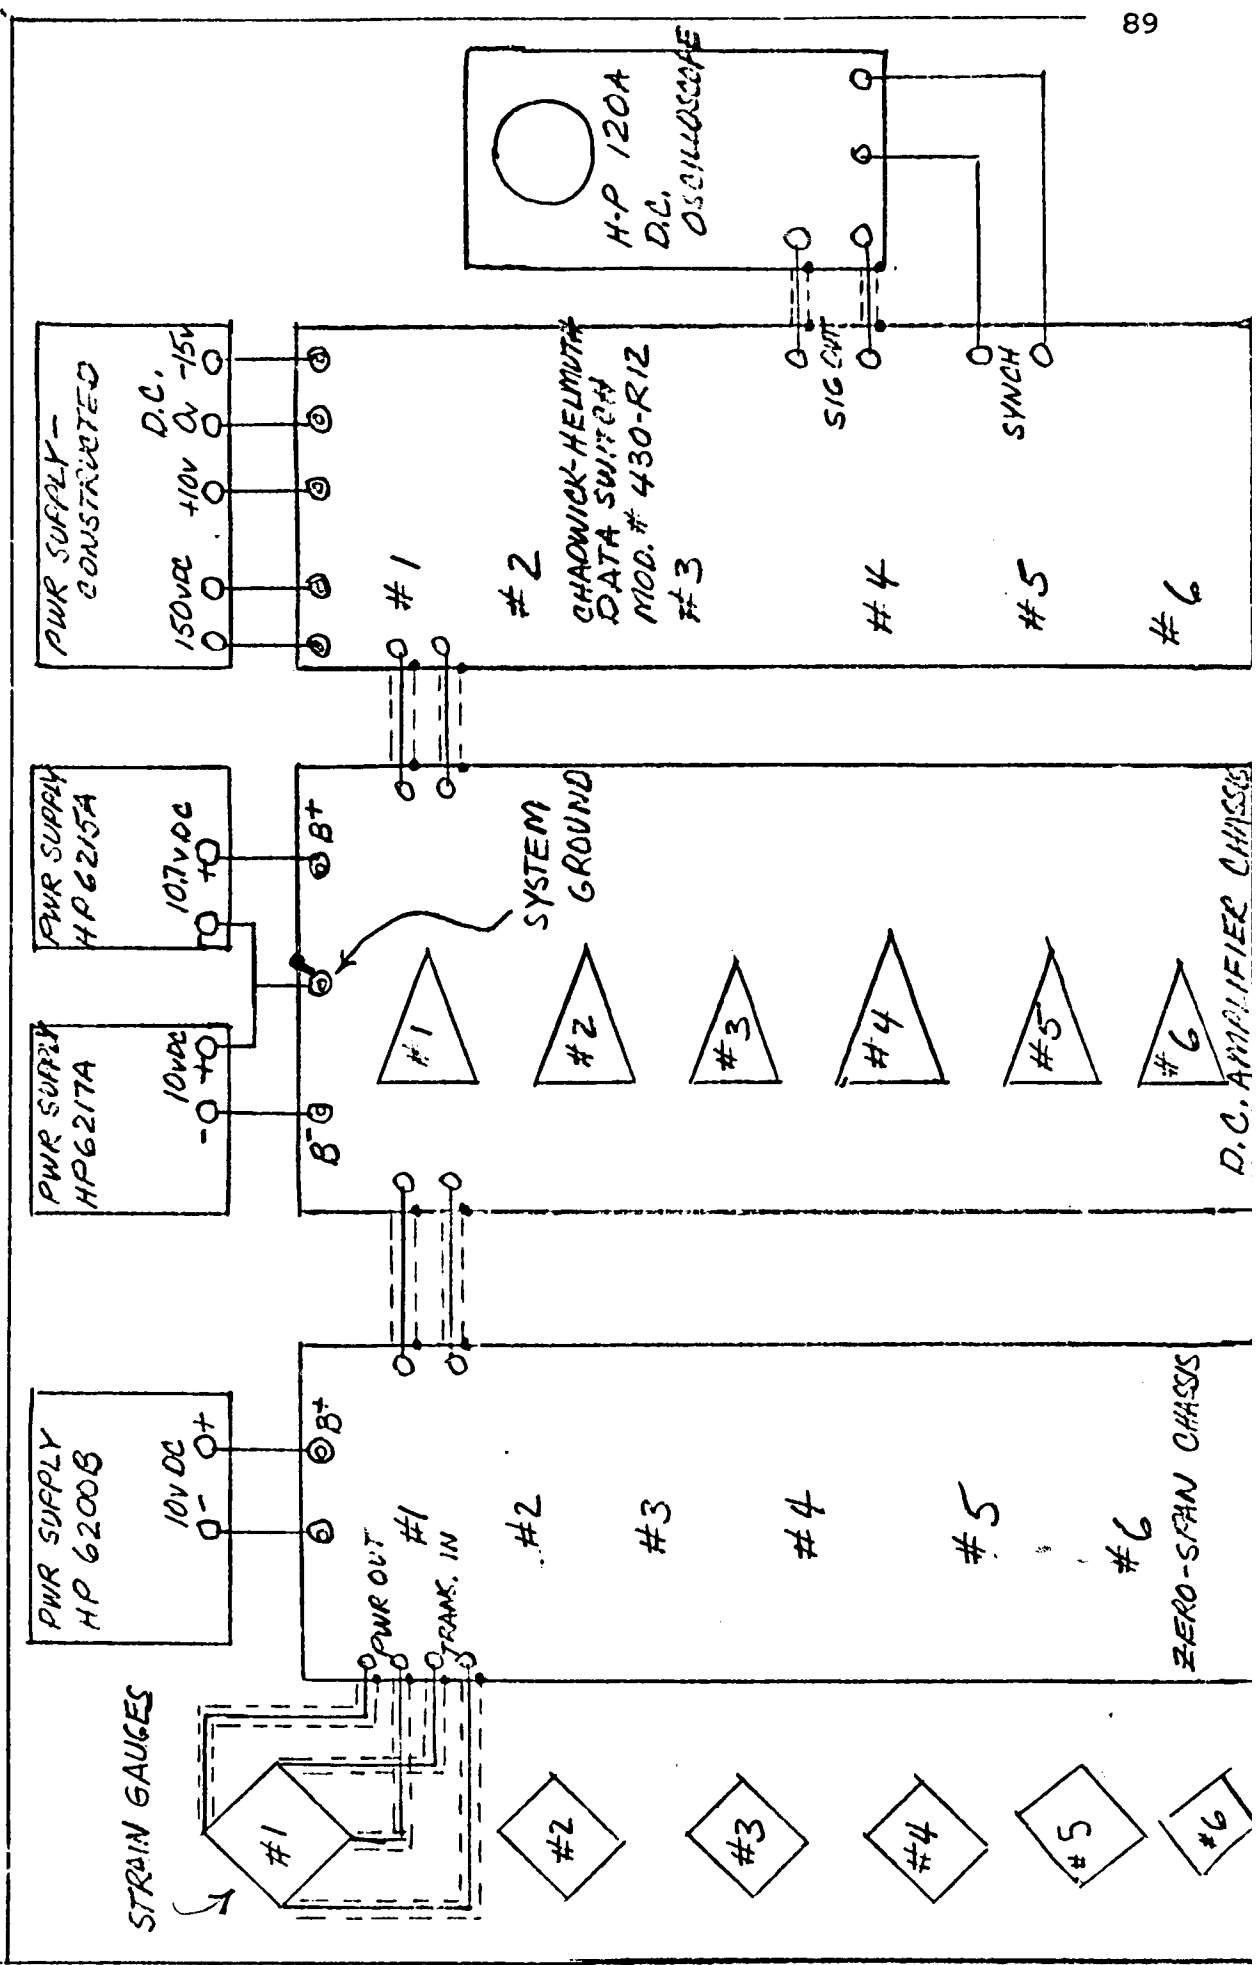 89
STRAIN GAUGES
#1
#2
#3
#4
#5
#6
PWR SUPPLY
HP 6200B
10V DC
- +
B+
PWR OUT
#1
TRANS. IN
#2
#3
#4
#5
#6
ZERO-SPAN CHASSIS
PWR SUPPLY
HP6217A
10VDC
- +
PWR SUPPLY
HP6215A
10.7VDC
+
B- B+
SYSTEM
GROUND
#1
#2
#3
#4
#5
#6
D.C. AMPLIFIER CHASSIS
PWR SUPPLY -
CONSTRUCTED
D.C.
150VDC +10V 0V -15V
#1
#2
CHADWICK-HELMUTH
DATA SWITCH
MOD. # 430-R12
#3
#4
#5
#6
SIG OUT
SYNCH
H-P 120A
D.C.
OSCILLOSCOPE